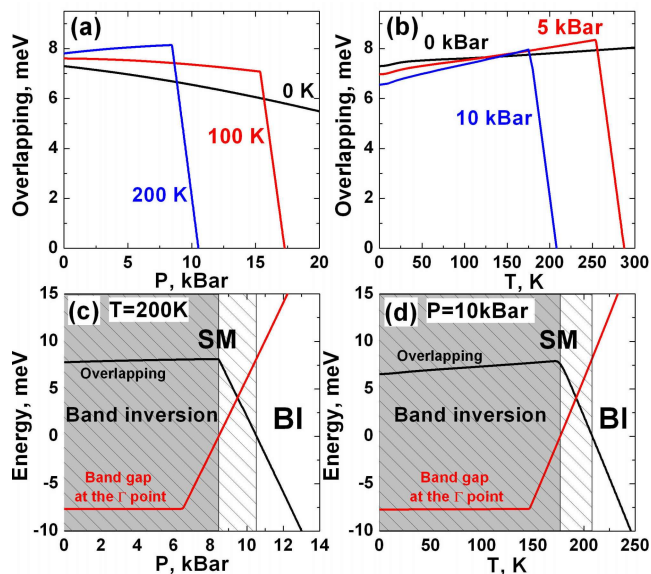 (a)
0 K
100 K
200 K
Overlapping, meV
8
6
4
2
0
0 5 10 15 20
P, kBar
(b)
0 kBar
5 kBar
10 kBar
Overlapping, meV
8
6
4
2
0
0 50 100 150 200 250 300
T, K
(c) T=200K
SM
Overlapping
Band inversion
BI
Band gap
at the Γ point
Energy, meV
15
10
5
0
-5
-10
0 2 4 6 8 10 12 14
P, kBar
(d) P=10kBar
SM
Overlapping
Band inversion
BI
Band gap
at the Γ point
Energy, meV
15
10
5
0
-5
-10
0 50 100 150 200 250
T, K